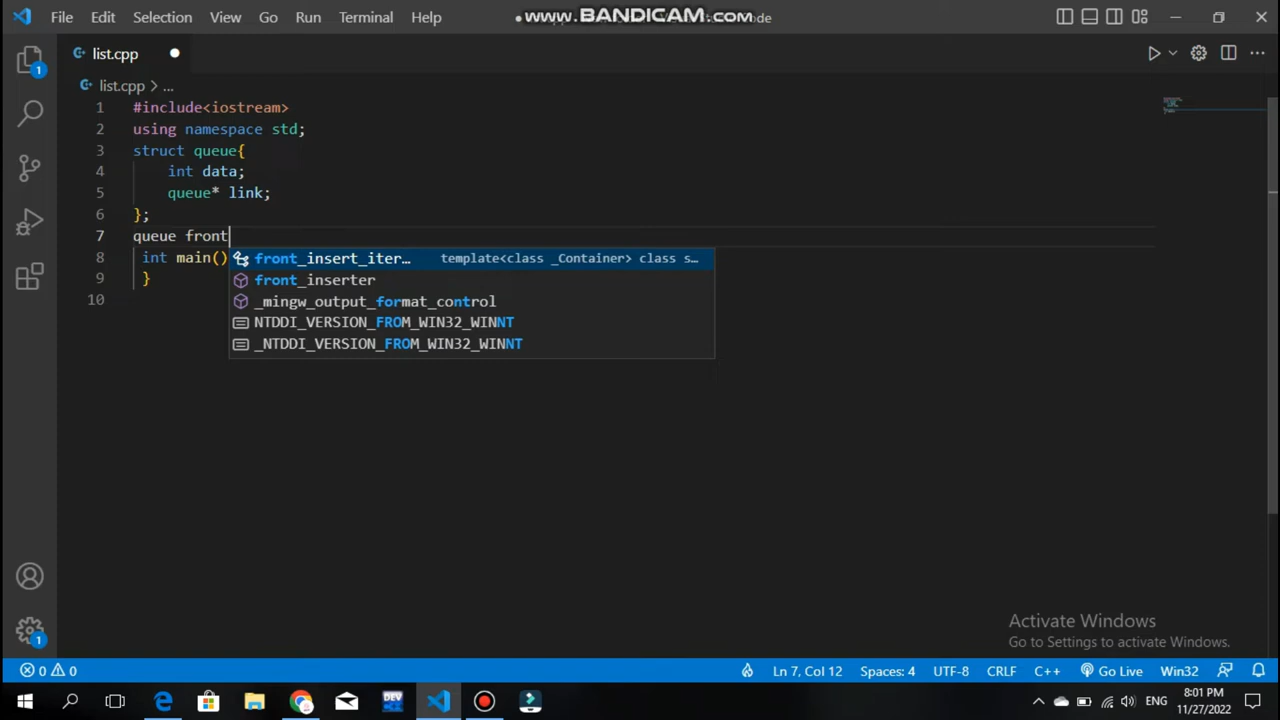 File Edit Selection View Go Run Terminal Help
www.BANDICAM.com
ode
list.cpp
list.cpp > ...
1 #include<iostream>
2 using namespace std;
3 struct queue{
4 int data;
5 queue* link;
6 };
7 queue front
8 int main()
9 }
10
front_insert_iter… template<class _Container> class s…
front_inserter
_mingw_output_format_control
NTDDI_VERSION_FROM_WIN32_WINNT
_NTDDI_VERSION_FROM_WIN32_WINNT
1
1
Activate Windows
Go to Settings to activate Windows.
0 0 Ln 7, Col 12 Spaces: 4 UTF-8 CRLF C++ Go Live Win32
DEV
ENG
8:01 PM
11/27/2022